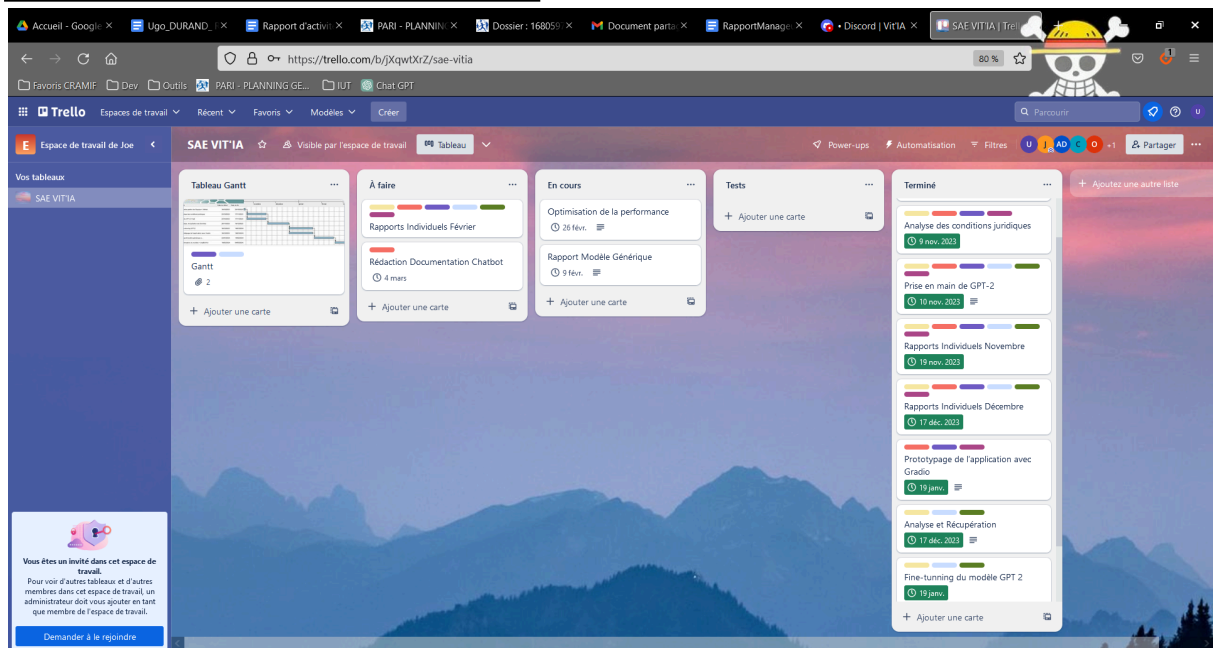 Accueil - Google
Ugo_DURAND_
Rapport d'activit
PARI - PLANNING
Dossier : 168059
Document parta
RapportManage
• Discord | Vit'IA
SAE VIT'IA | Trell
https://trello.com/b/jXqwtXrZ/sae-vitia
80 %
1
Favoris CRAMIF
Dev
Outils
PARI - PLANNING GE...
IUT
Chat GPT
Trello
Espaces de travail
Récent
Favoris
Modèles
Créer
Parcourir
U
E
Espace de travail de Joe
SAE VIT'IA
Visible par l'espace de travail
Tableau
Power-ups
Automatisation
Filtres
U
J
AD
C
O
+1
Partager
Vos tableaux
SAE VIT'IA
Tableau Gantt
Gantt
2
+ Ajouter une carte
À faire
Rapports Individuels Février
Rédaction Documentation Chatbot
4 mars
+ Ajouter une carte
En cours
Optimisation de la performance
26 févr.
Rapport Modéle Générique
9 févr.
+ Ajouter une carte
Tests
+ Ajouter une carte
Terminé
Analyse des conditions juridiques
9 nov. 2023
Prise en main de GPT-2
10 nov. 2023
Rapports Individuels Novembre
19 nov. 2023
Rapports Individuels Décembre
17 déc. 2023
Prototypage de l'application avec
Gradio
19 janv.
Analyse et Récupération
17 déc. 2023
Fine-tunning du modèle GPT 2
19 janv.
+ Ajouter une carte
+ Ajoutez une autre liste
Vous êtes un invité dans cet espace de
travail.
Pour voir d'autres tableaux et d'autres
membres dans cet espace de travail, un
administrateur doit vous ajouter en tant
que membre de l'espace de travail.
Demander à le rejoindre